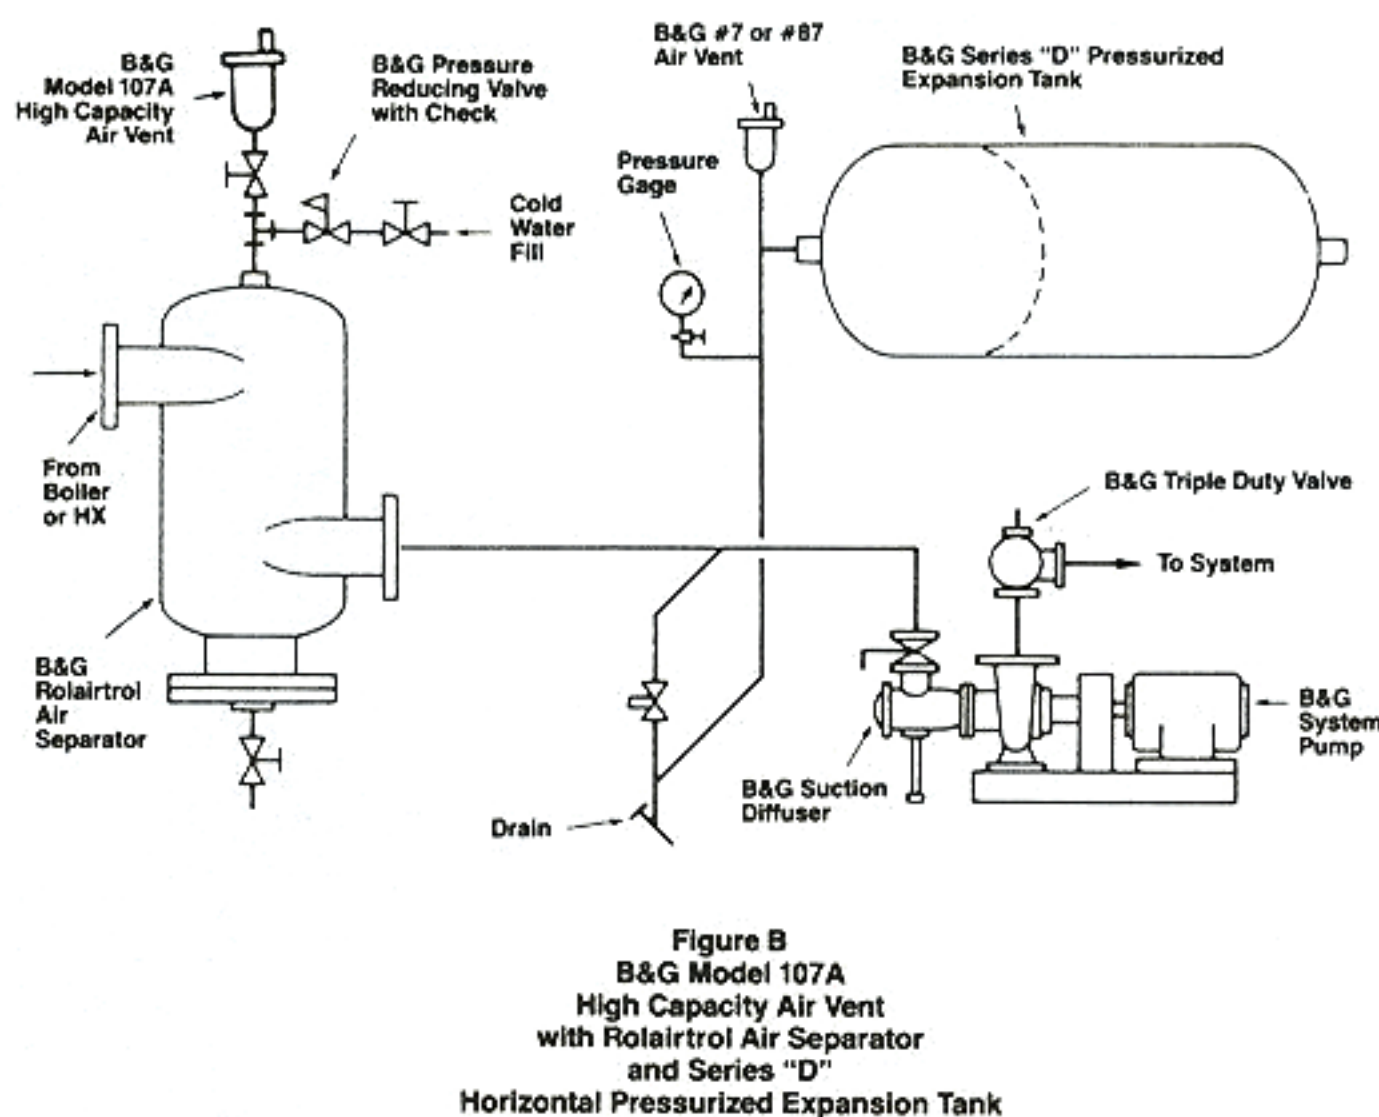 B&G
Model 107A
High Capacity
Air Vent
B&G Pressure
Reducing Valve
with Check
Cold
Water
Fill
B&G #7 or #87
Air Vent
Pressure
Gage
B&G Series "D" Pressurized
Expansion Tank
From
Boiler
or HX
B&G
Rolairtrol
Air
Separator
B&G Triple Duty Valve
To System
B&G
System
Pump
B&G Suction
Diffuser
Drain
Figure B
B&G Model 107A
High Capacity Air Vent
with Rolairtrol Air Separator
and Series "D"
Horizontal Pressurized Expansion Tank